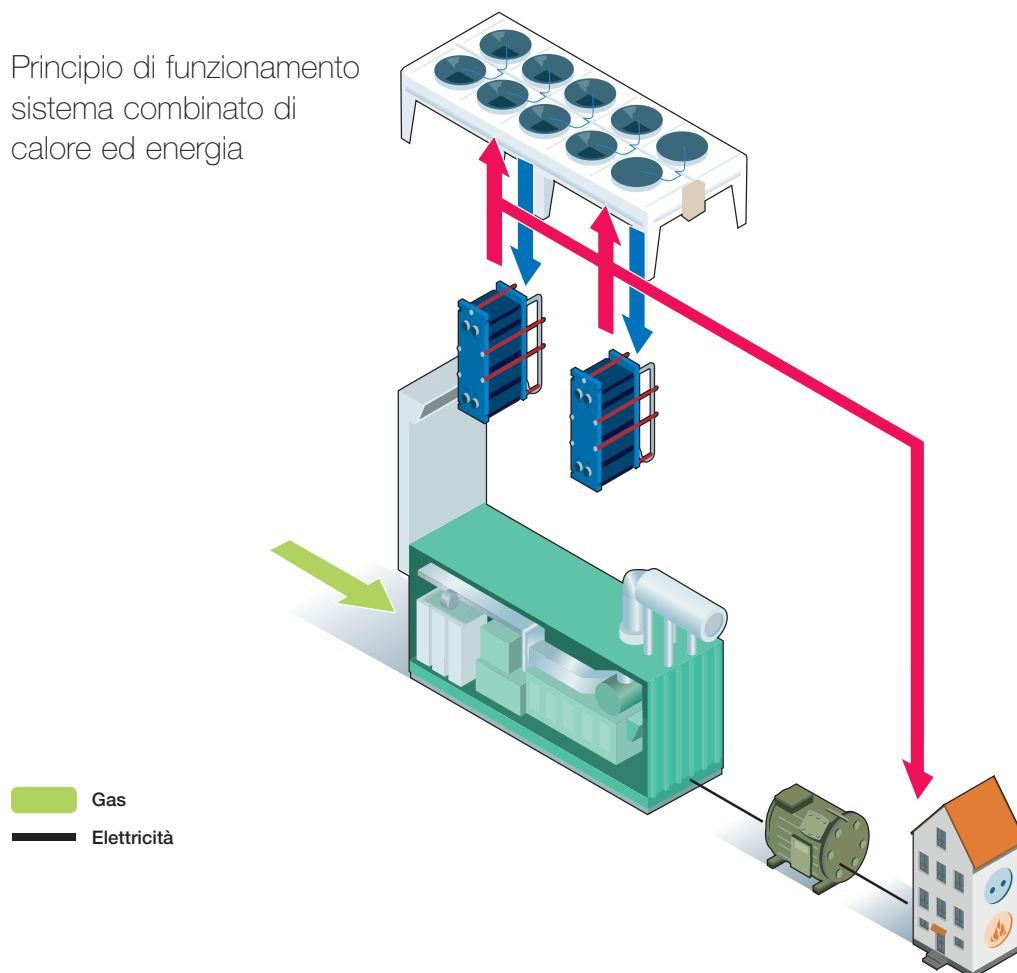 Principio di funzionamento
sistema combinato di
calore ed energia
Gas
Elettricità